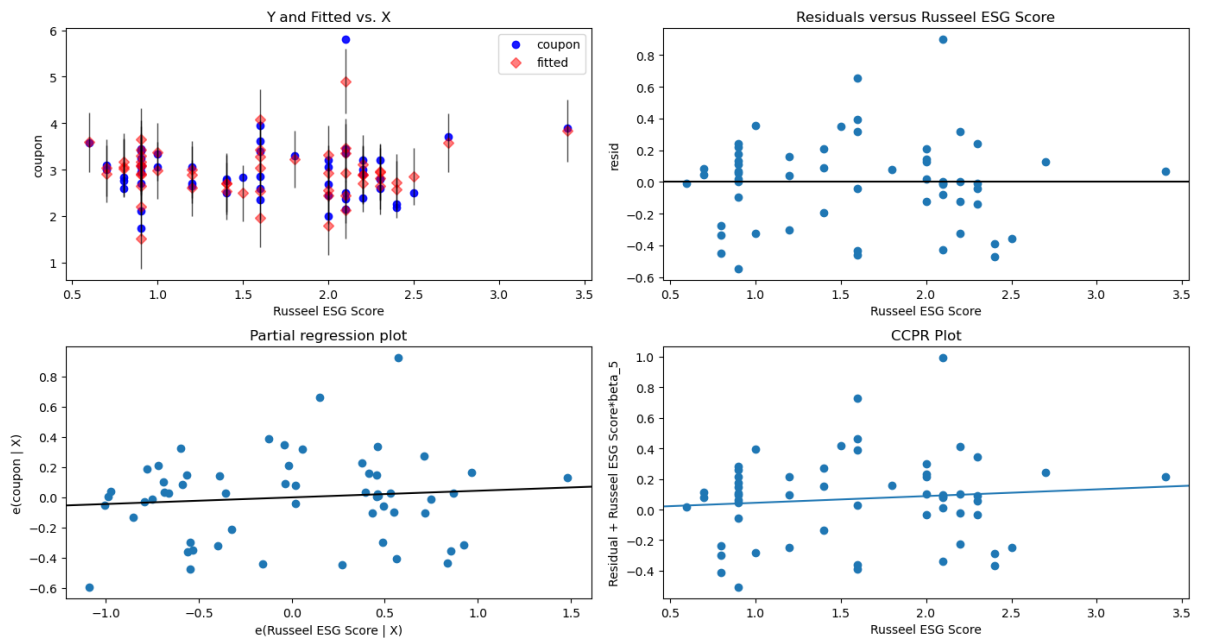 Y and Fitted vs. X
6
5
4
3
2
1
coupon
coupon
fitted
0.5 1.0 1.5 2.0 2.5 3.0 3.5
Russeel ESG Score
Residuals versus Russeel ESG Score
0.8
0.6
0.4
0.2
0.0
−0.2
−0.4
−0.6
resid
0.5 1.0 1.5 2.0 2.5 3.0 3.5
Russeel ESG Score
Partial regression plot
0.8
0.6
0.4
0.2
0.0
−0.2
−0.4
−0.6
e(coupon | X)
−1.0 −0.5 0.0 0.5 1.0 1.5
e(Russeel ESG Score | X)
CCPR Plot
1.0
0.8
0.6
0.4
0.2
0.0
−0.2
−0.4
Residual + Russeel ESG Score*beta_5
0.5 1.0 1.5 2.0 2.5 3.0 3.5
Russeel ESG Score